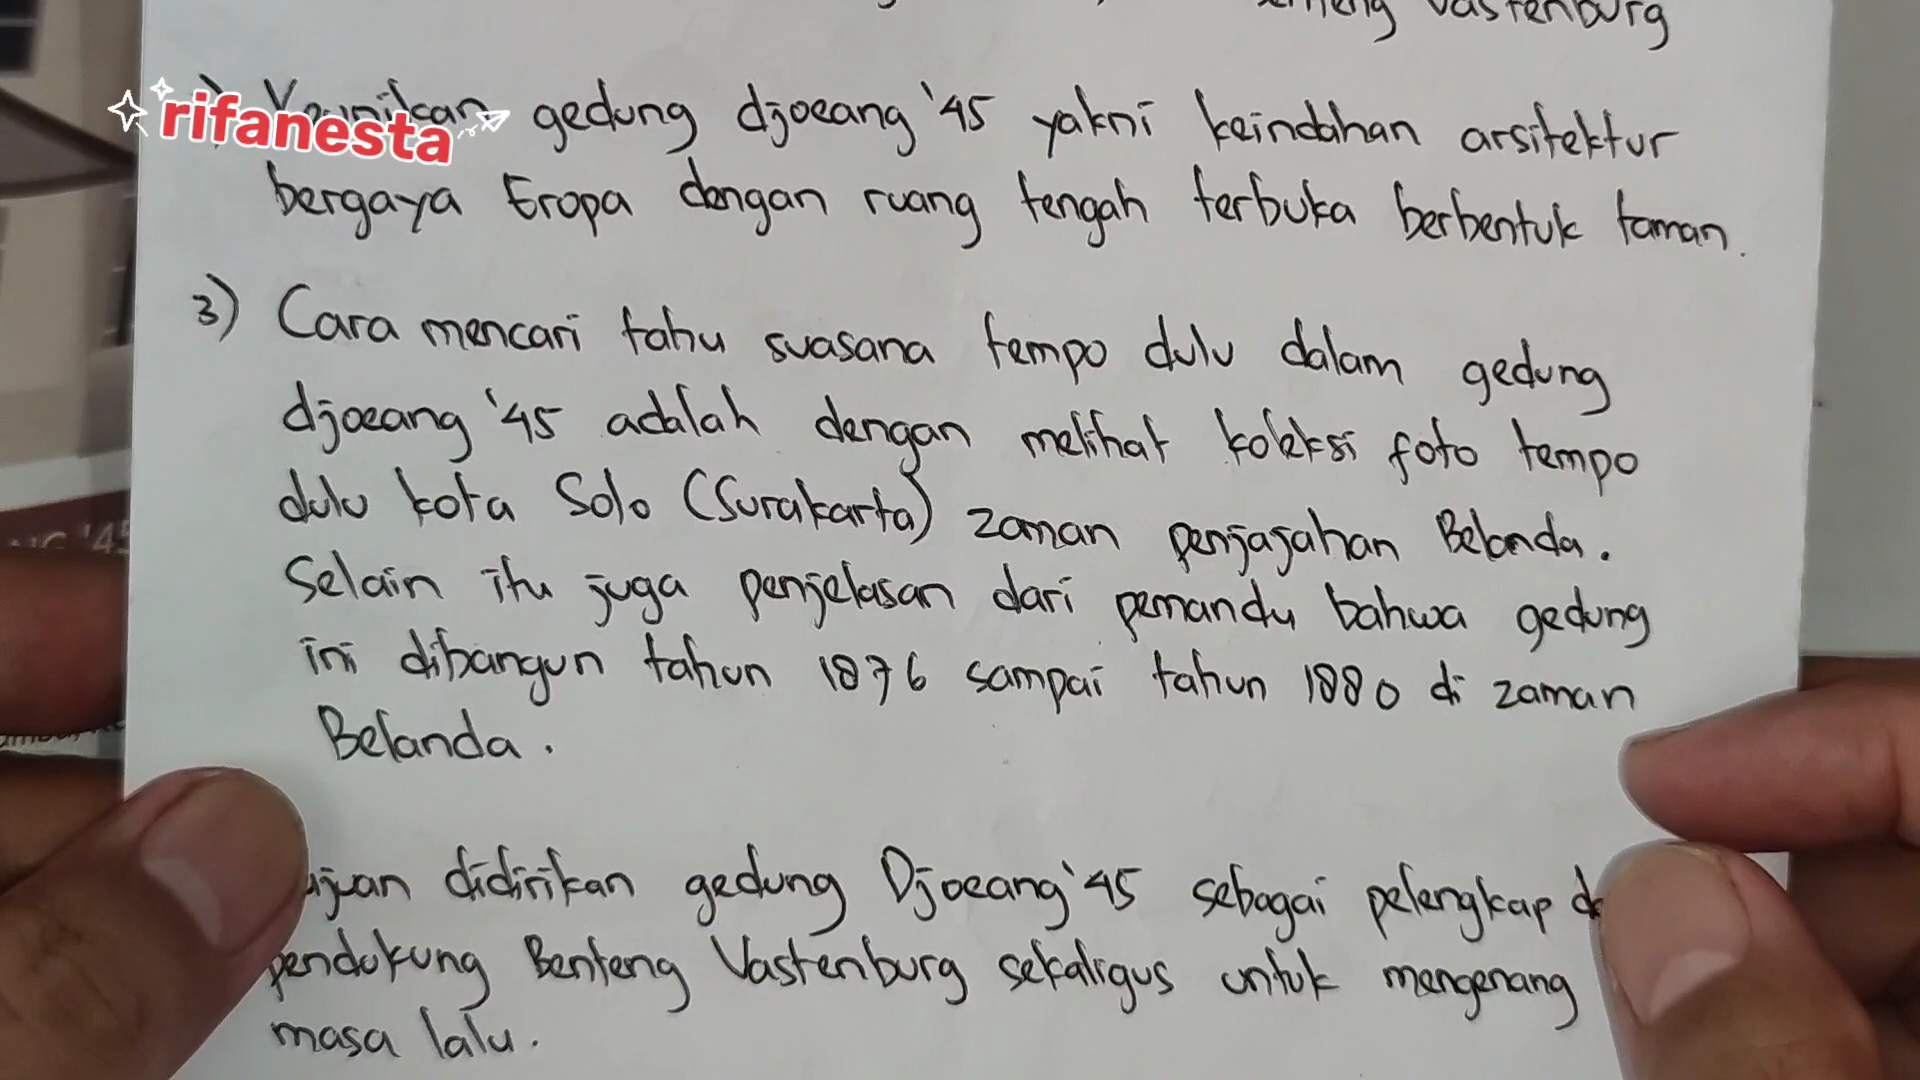 Benteng Vastenburg
rifanesta
Keunikan gedung djoeang '45 yakni keindahan arsitektur
bergaya Eropa dengan ruang tengah terbuka berbentuk taman.
3) Cara mencari tahu suasana tempo dulu dalam gedung
djoeang '45 adalah dengan melihat koleksi foto tempo
dulu kota Solo (Surakarta) zaman penjajahan Belanda.
Selain itu juga penjelasan dari pemandu bahwa gedung
ini dibangun tahun 1876 sampai tahun 1880 di zaman
Belanda.
didirikan gedung Djoeang '45 sebagai pelengkap
pendukung Benteng Vastenburg sekaligus untuk mengenang
masa lalu.